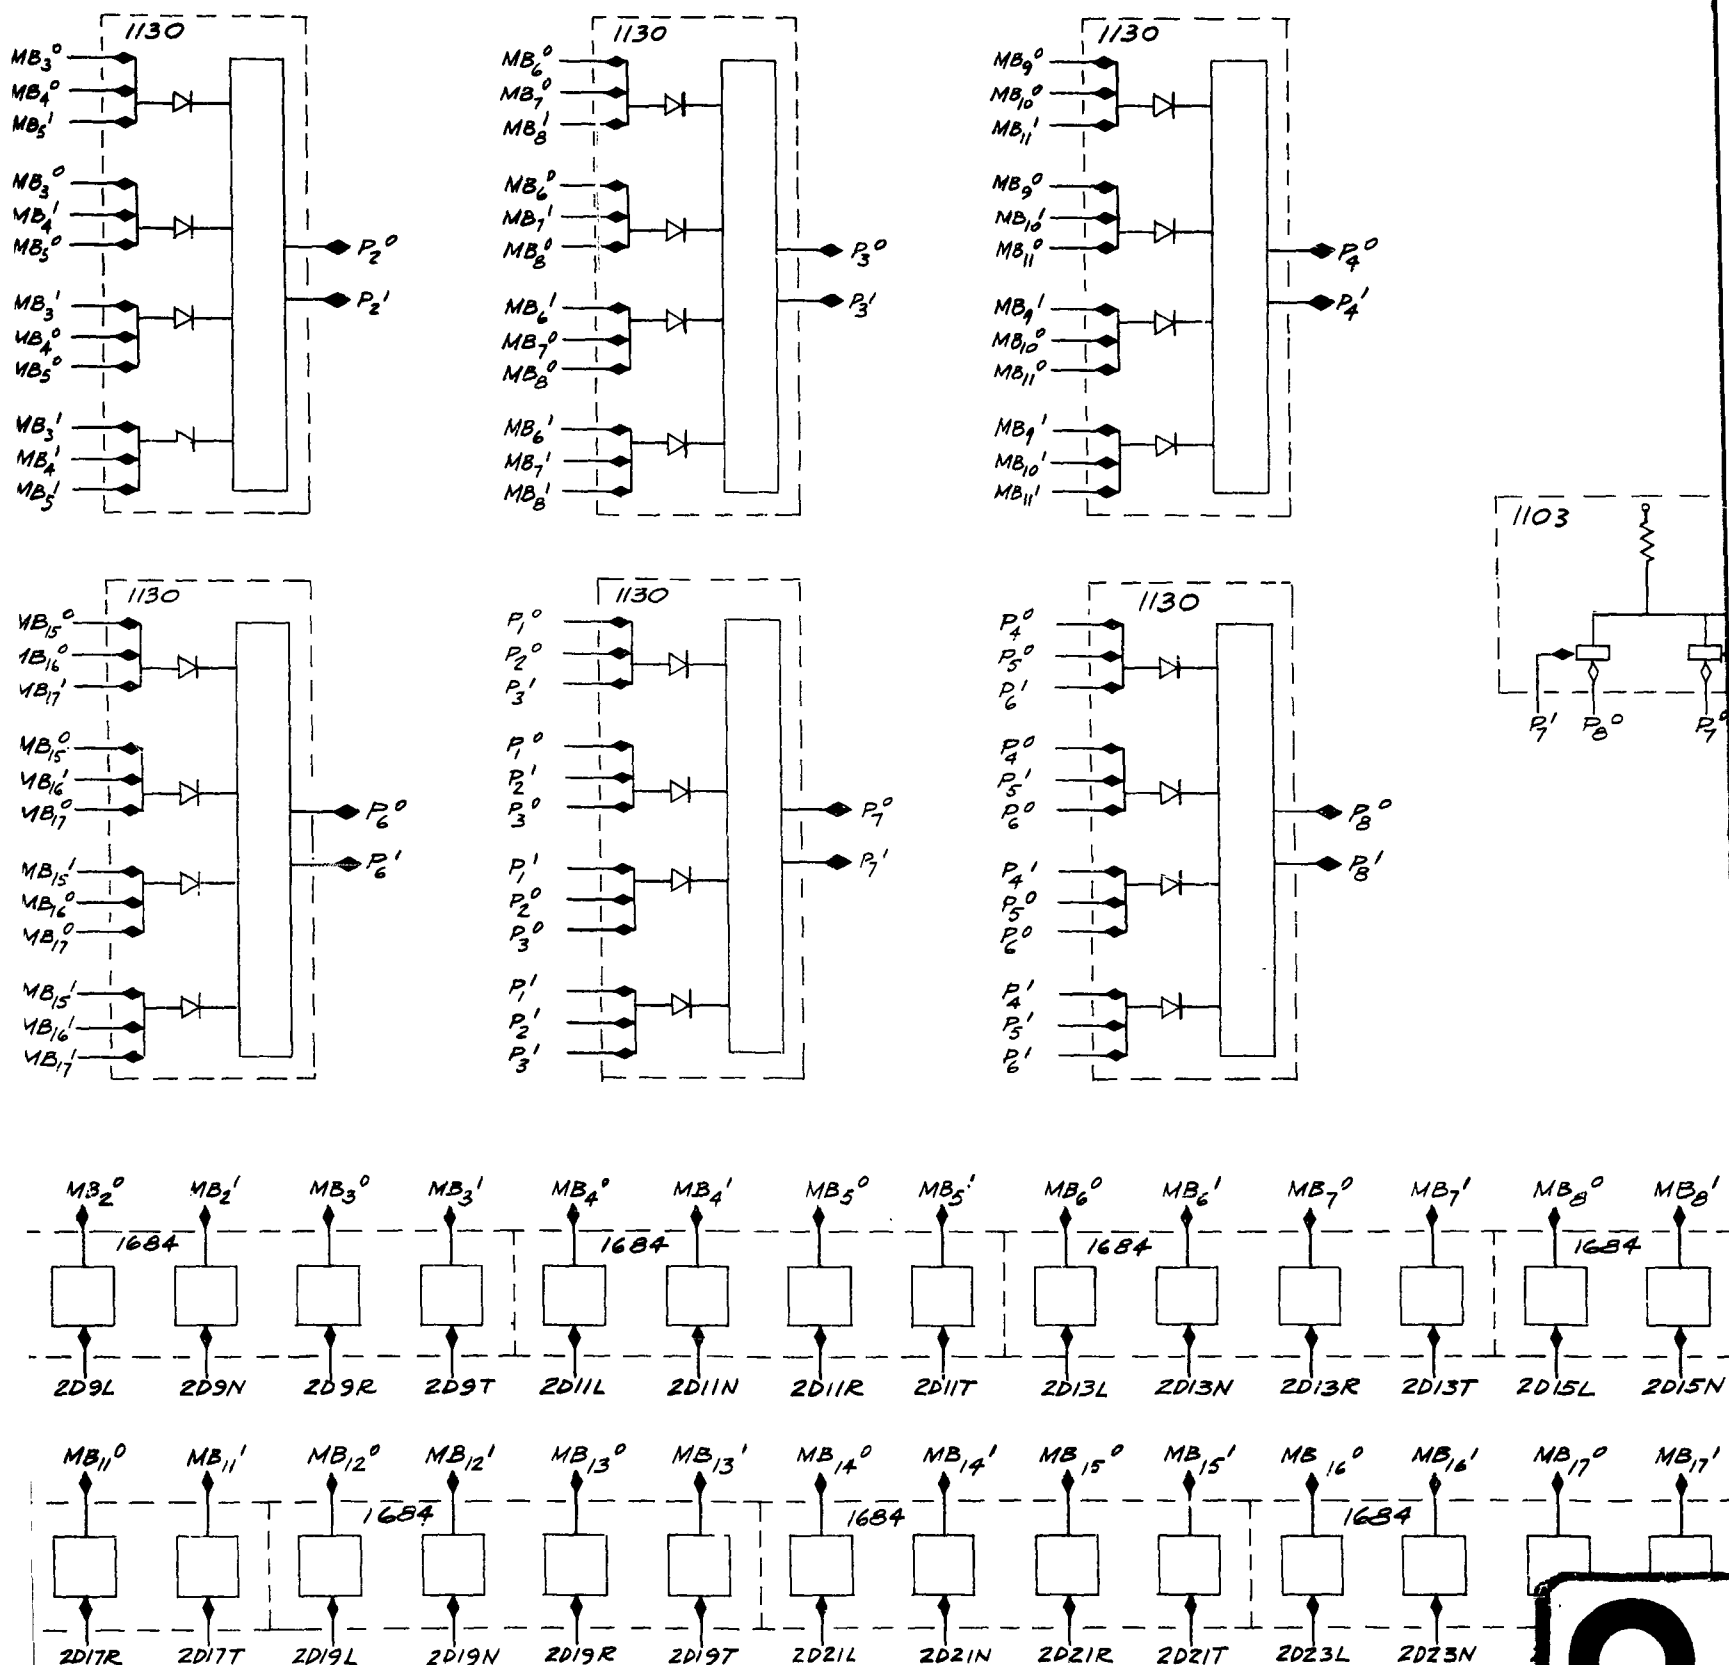 1130
MB₃⁰
MB₄⁰
MB₅¹
MB₃⁰
MB₄¹
MB₅⁰
MB₃¹
MB₄⁰
MB₅⁰
MB₃¹
MB₄¹
MB₅¹
P₂⁰
P₂¹
1130
MB₆⁰
MB₇⁰
MB₈¹
MB₆⁰
MB₇¹
MB₈⁰
MB₆¹
MB₇⁰
MB₈⁰
MB₆¹
MB₇¹
MB₈¹
P₃⁰
P₃¹
1130
MB₉⁰
MB₁₀⁰
MB₁₁¹
MB₉⁰
MB₁₀¹
MB₁₁⁰
MB₉¹
MB₁₀⁰
MB₁₁⁰
MB₉¹
MB₁₀¹
MB₁₁¹
P₄⁰
P₄¹
1103
P₇¹ P₈⁰ P₇⁰
1130
MB₁₅⁰
MB₁₆⁰
MB₁₇¹
MB₁₅⁰
MB₁₆¹
MB₁₇⁰
MB₁₅¹
MB₁₆⁰
MB₁₇⁰
MB₁₅¹
MB₁₆¹
MB₁₇¹
P₆⁰
P₆¹
1130
P₁⁰
P₂⁰
P₃¹
P₁⁰
P₂¹
P₃⁰
P₁¹
P₂⁰
P₃⁰
P₁¹
P₂¹
P₃¹
P₇⁰
P₇¹
1130
P₄⁰
P₅⁰
P₆¹
P₄⁰
P₅¹
P₆⁰
P₄¹
P₅⁰
P₆⁰
P₄¹
P₅¹
P₆¹
P₈⁰
P₈¹
MB₂⁰ MB₂¹ MB₃⁰ MB₃¹ MB₄⁰ MB₄¹ MB₅⁰ MB₅¹ MB₆⁰ MB₆¹ MB₇⁰ MB₇¹ MB₈⁰ MB₈¹
1684 1684 1684 1684
2D9L 2D9N 2D9R 2D9T 2D11L 2D11N 2D11R 2D11T 2D13L 2D13N 2D13R 2D13T 2D15L 2D15N
MB₁₁⁰ MB₁₁¹ MB₁₂⁰ MB₁₂¹ MB₁₃⁰ MB₁₃¹ MB₁₄⁰ MB₁₄¹ MB₁₅⁰ MB₁₅¹ MB₁₆⁰ MB₁₆¹ MB₁₇⁰ MB₁₇¹
1684 1684 1684
2D17R 2D17T 2D19L 2D19N 2D19R 2D19T 2D21L 2D21N 2D21R 2D21T 2D23L 2D23N